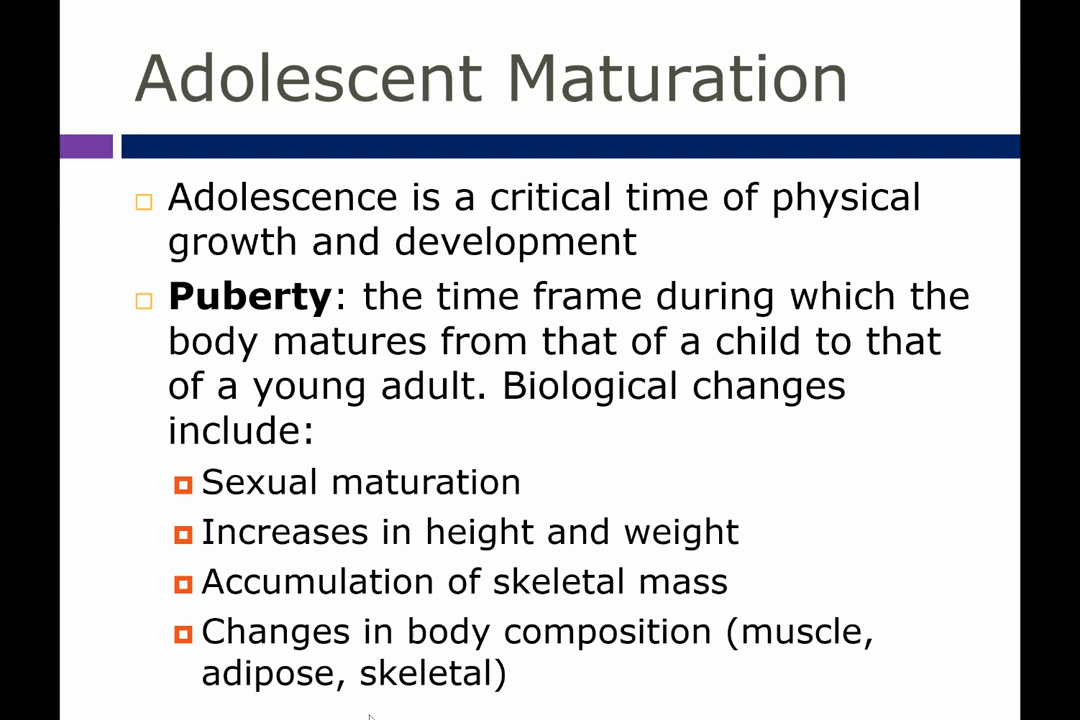 Adolescent Maturation
Adolescence is a critical time of physical
growth and development
Puberty: the time frame during which the
body matures from that of a child to that
of a young adult. Biological changes
include:
Sexual maturation
Increases in height and weight
Accumulation of skeletal mass
Changes in body composition (muscle,
adipose, skeletal)